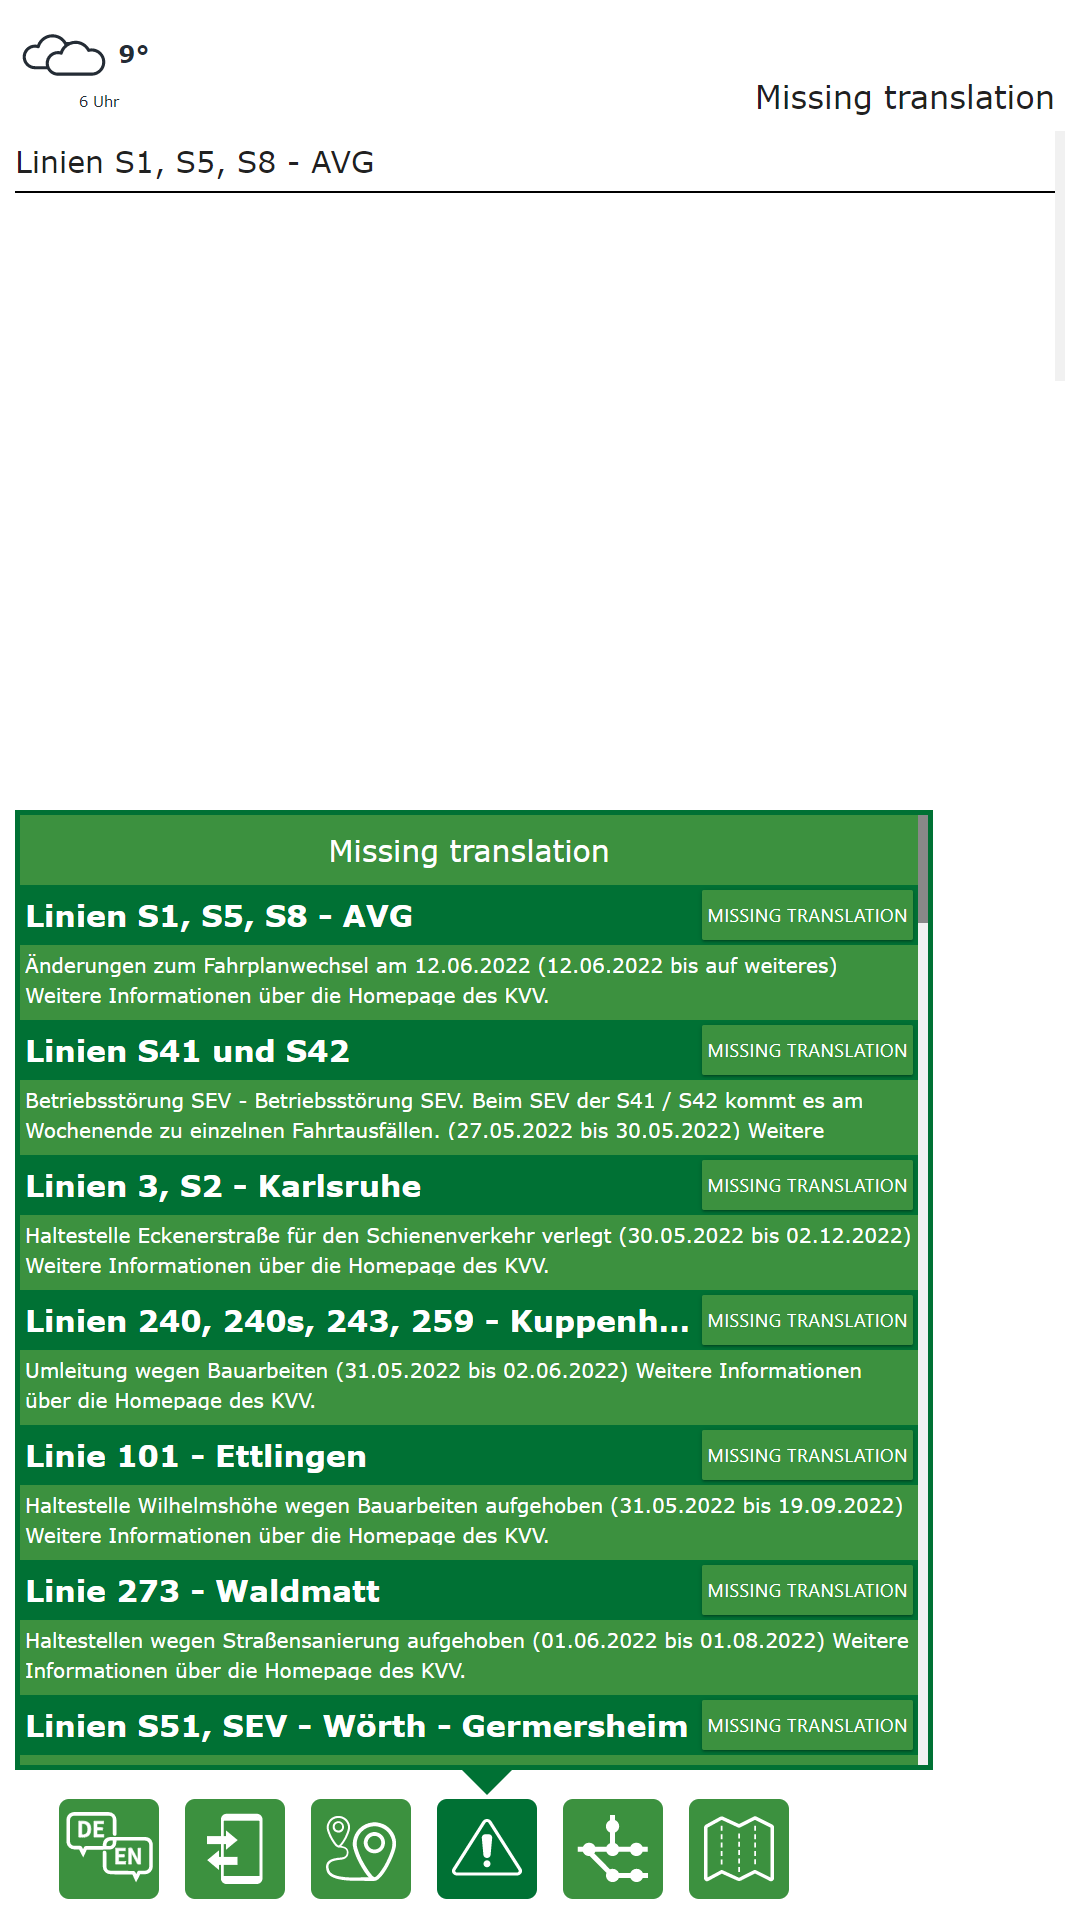 9°
6 Uhr
Missing translation
Linien S1, S5, S8 - AVG
Missing translation
Linien S1, S5, S8 - AVG
MISSING TRANSLATION
Änderungen zum Fahrplanwechsel am 12.06.2022 (12.06.2022 bis auf weiteres)
Weitere Informationen über die Homepage des KVV.
Linien S41 und S42
MISSING TRANSLATION
Betriebsstörung SEV - Betriebsstörung SEV. Beim SEV der S41 / S42 kommt es am
Wochenende zu einzelnen Fahrtausfällen. (27.05.2022 bis 30.05.2022) Weitere
Linien 3, S2 - Karlsruhe
MISSING TRANSLATION
Haltestelle Eckenerstraße für den Schienenverkehr verlegt (30.05.2022 bis 02.12.2022)
Weitere Informationen über die Homepage des KVV.
Linien 240, 240s, 243, 259 - Kuppenh...
MISSING TRANSLATION
Umleitung wegen Bauarbeiten (31.05.2022 bis 02.06.2022) Weitere Informationen
über die Homepage des KVV.
Linie 101 - Ettlingen
MISSING TRANSLATION
Haltestelle Wilhelmshöhe wegen Bauarbeiten aufgehoben (31.05.2022 bis 19.09.2022)
Weitere Informationen über die Homepage des KVV.
Linie 273 - Waldmatt
MISSING TRANSLATION
Haltestellen wegen Straßensanierung aufgehoben (01.06.2022 bis 01.08.2022) Weitere
Informationen über die Homepage des KVV.
Linien S51, SEV - Wörth - Germersheim
MISSING TRANSLATION
DE
EN